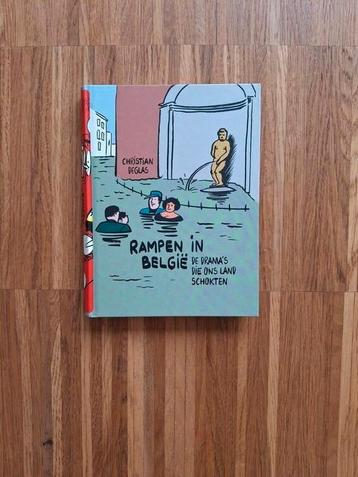 CHRISTIAN
DEGLAS
RAMPEN IN
BELGIË
DE DRAMA'S
DIE ONS LAND
SCHOKTEN